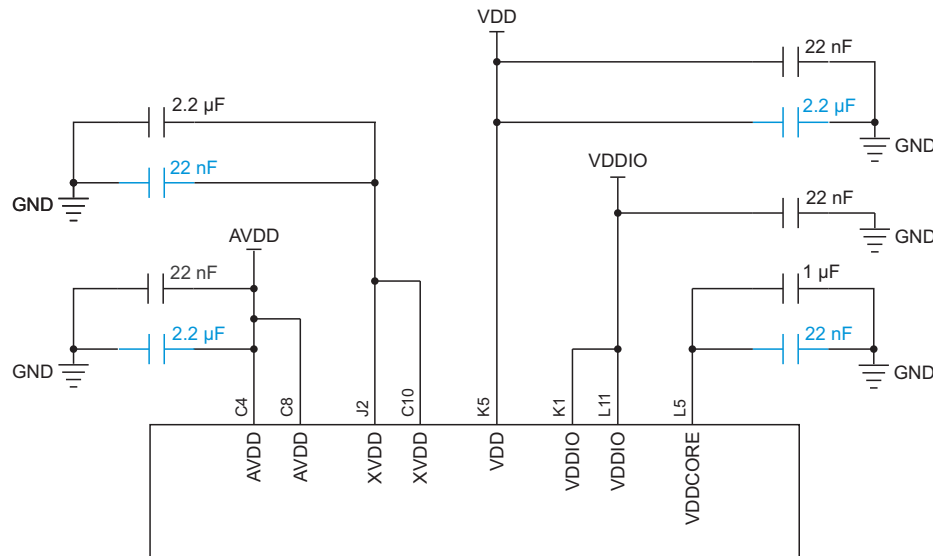 VDD
22 nF
2.2 µF
2.2 µF
GND
22 nF
VDDIO
22 nF
GND
AVDD
GND
22 nF
1 µF
2.2 µF
22 nF
GND
GND
C4
C8
J2
C10
K5
K1
L11
L5
AVDD
AVDD
XVDD
XVDD
VDD
VDDIO
VDDIO
VDDCORE